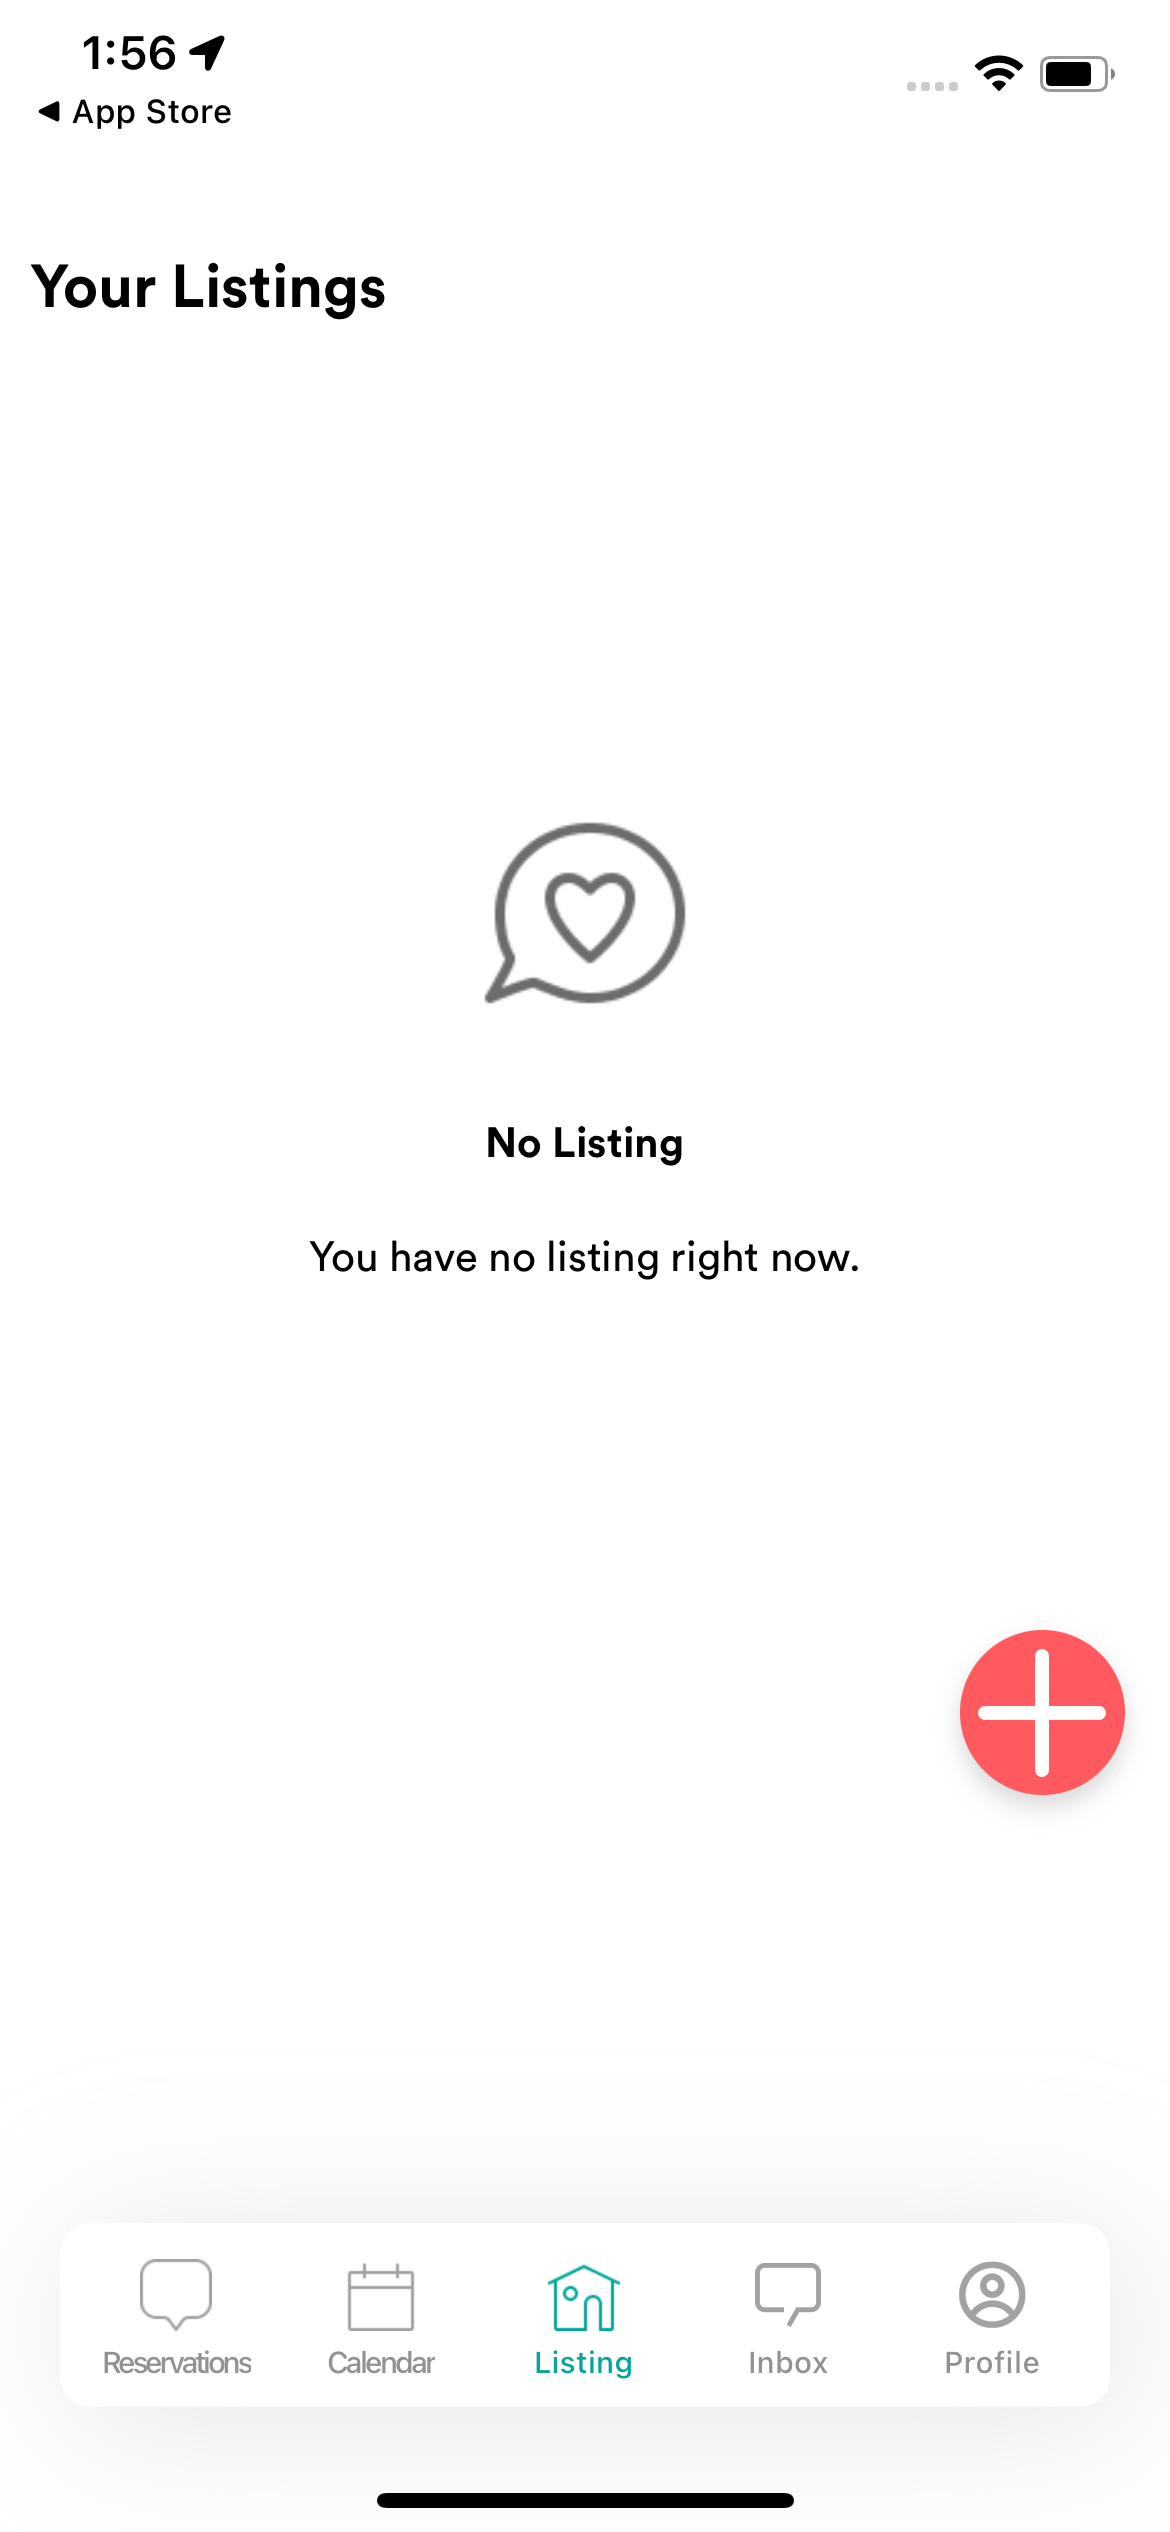 1:56
App Store
Your Listings
No Listing
You have no listing right now.
Reservations
Calendar
Listing
Inbox
Profile